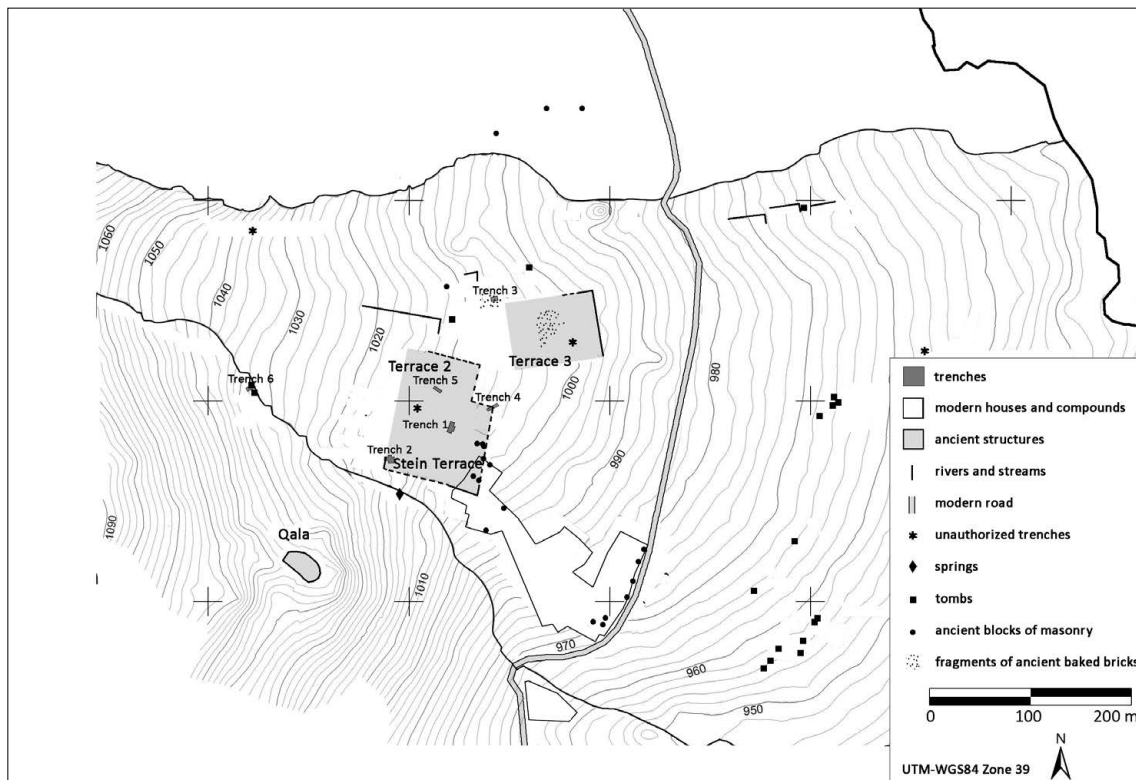 1060
1050
1040
1030
1020
Trench 3
Terrace 3
1000
980
Terrace 2
Trench 6
Trench 5
Trench 4
Trench 1
Trench 2
Stein Terrace
990
1090
Qala
1010
970
960
950
trenches
modern houses and compounds
ancient structures
rivers and streams
modern road
unauthorized trenches
springs
tombs
ancient blocks of masonry
fragments of ancient baked bricks
0 100 200 m
N
UTM-WGS84 Zone 39